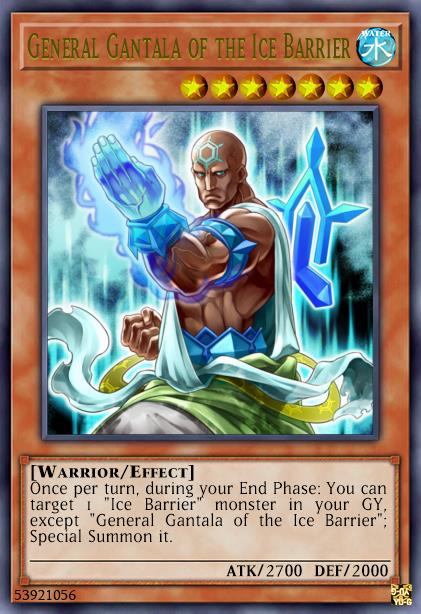 General Gantala of the Ice Barrier
WATER
水
[Warrior/Effect]
Once per turn, during your End Phase: You can
target 1 "Ice Barrier" monster in your GY,
except "General Gantala of the Ice Barrier";
Special Summon it.
ATK/2700 DEF/2000
53921056